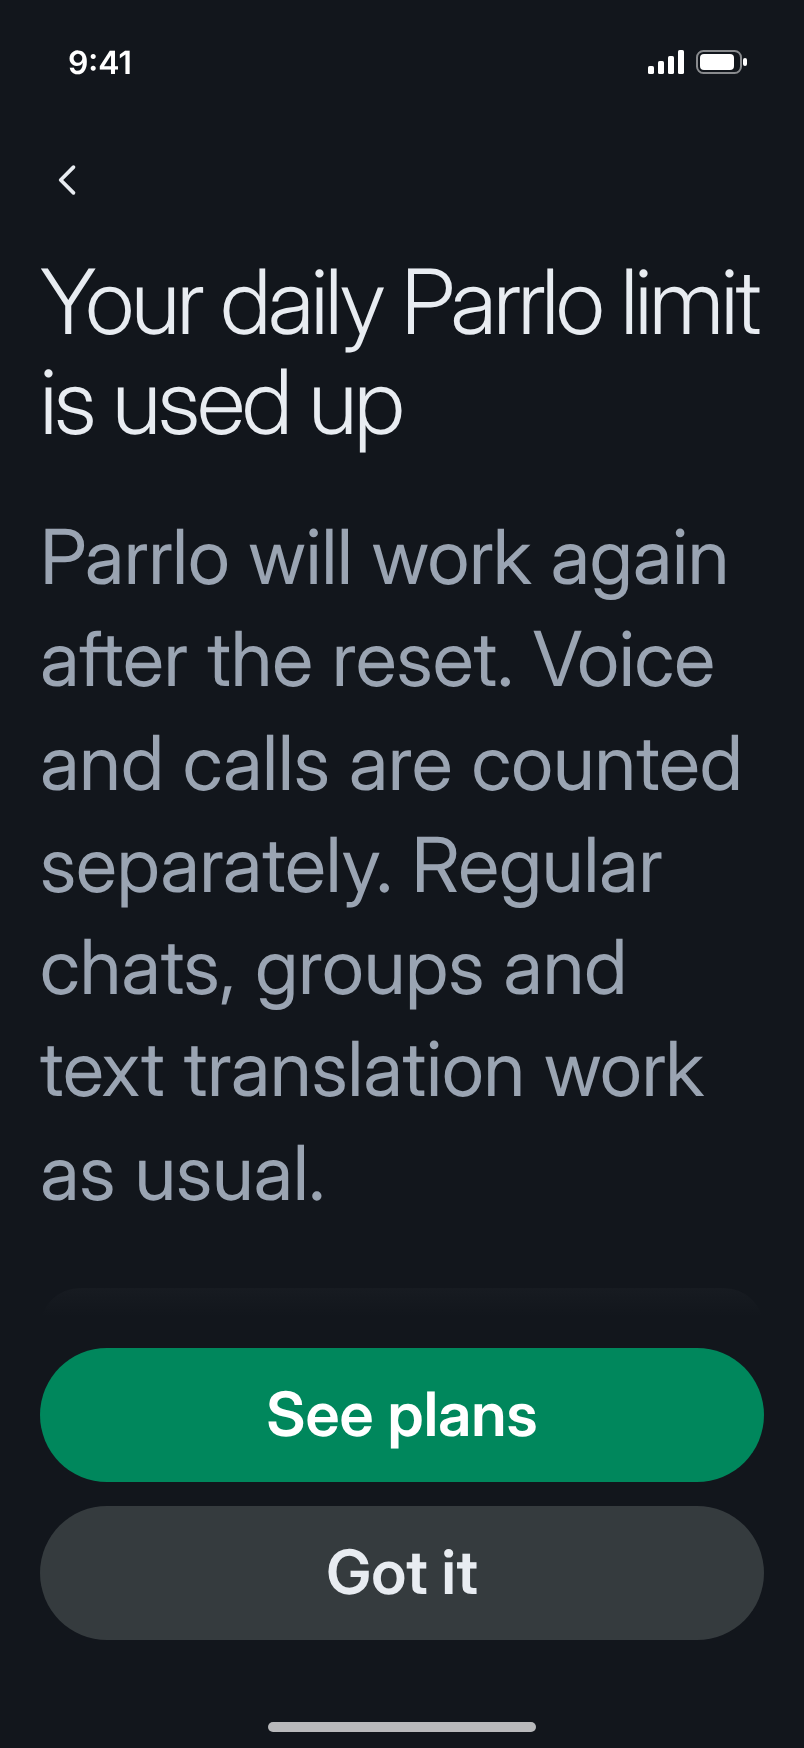 9:41
Your daily Parrlo limit
is used up
Parrlo will work again
after the reset. Voice
and calls are counted
separately. Regular
chats, groups and
text translation work
as usual.
See plans
Got it